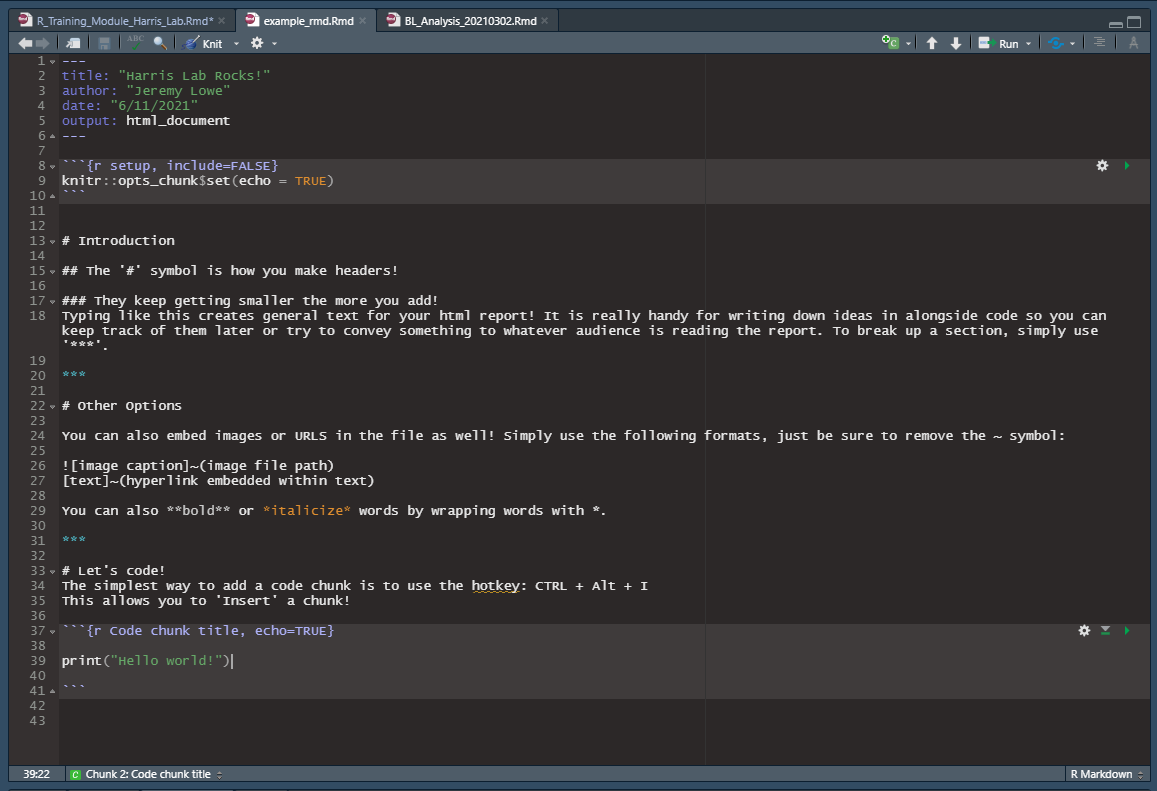 R_Training_Module_Harris_Lab.Rmd* example_rmd.Rmd BL_Analysis_20210302.Rmd
ABC Knit Run
1 ---
2 title: "Harris Lab Rocks!"
3 author: "Jeremy Lowe"
4 date: "6/11/2021"
5 output: html_document
6 ---
7
8 ```{r setup, include=FALSE}
9 knitr::opts_chunk$set(echo = TRUE)
10 ```
11
12
13 # Introduction
14
15 ## The '#' symbol is how you make headers!
16
17 ### They keep getting smaller the more you add!
18 Typing like this creates general text for your html report! It is really handy for writing down ideas in alongside code so you can
keep track of them later or try to convey something to whatever audience is reading the report. To break up a section, simply use
'***'.
19
20 ***
21
22 # Other Options
23
24 You can also embed images or URLS in the file as well! Simply use the following formats, just be sure to remove the ~ symbol:
25
26 ![image caption]~(image file path)
27 [text]~(hyperlink embedded within text)
28
29 You can also **bold** or *italicize* words by wrapping words with *.
30
31 ***
32
33 # Let's code!
34 The simplest way to add a code chunk is to use the hotkey: CTRL + Alt + I
35 This allows you to 'Insert' a chunk!
36
37 ```{r Code chunk title, echo=TRUE}
38
39 print("Hello world!")
40
41 ```
42
43
39:22 C Chunk 2: Code chunk title R Markdown